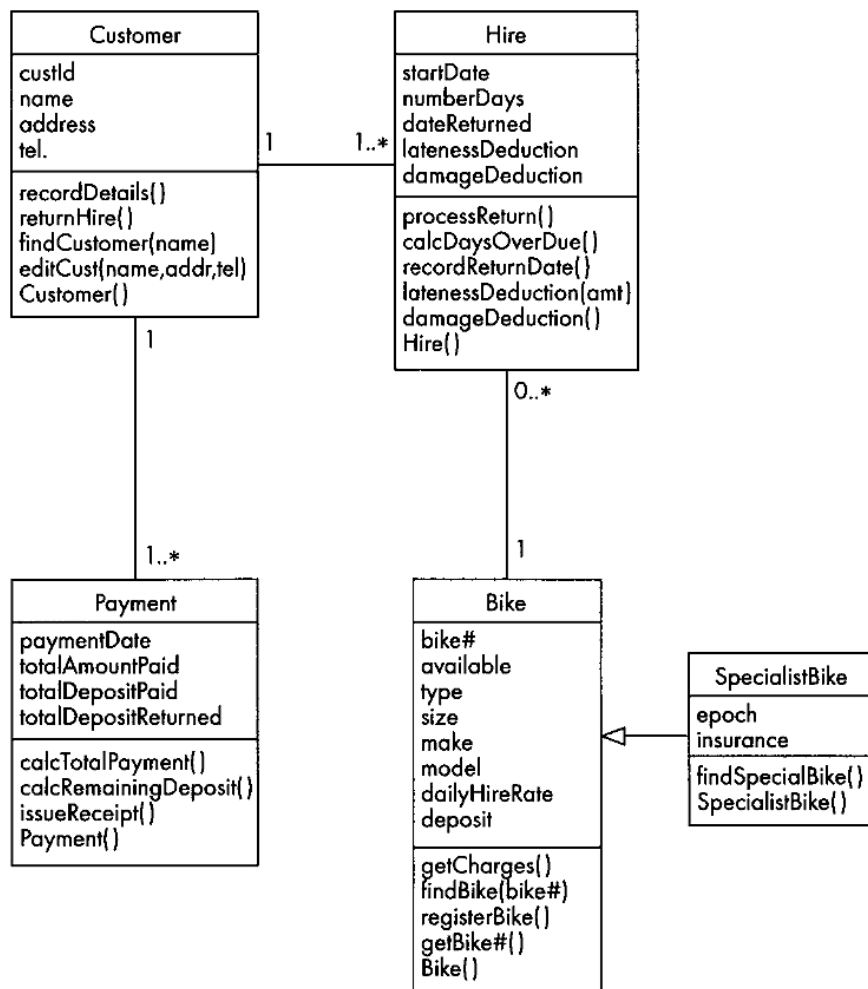 Customer
custId
name
address
tel.
recordDetails()
returnHire()
findCustomer(name)
editCust(name,addr,tel)
Customer()
1
1..*
Hire
startDate
numberDays
dateReturned
latenessDeduction
damageDeduction
processReturn()
calcDaysOverDue()
recordReturnDate()
latenessDeduction(amt)
damageDeduction()
Hire()
1
0..*
1..*
1
Payment
paymentDate
totalAmountPaid
totalDepositPaid
totalDepositReturned
calcTotalPayment()
calcRemainingDeposit()
issueReceipt()
Payment()
Bike
bike#
available
type
size
make
model
dailyHireRate
deposit
getCharges()
findBike(bike#)
registerBike()
getBike#()
Bike()
SpecialistBike
epoch
insurance
findSpecialBike()
SpecialistBike()